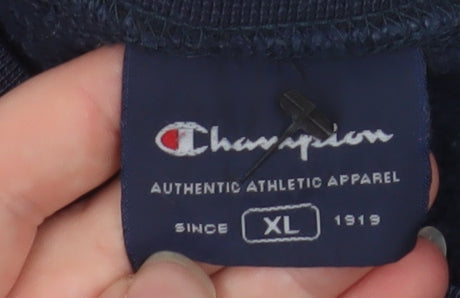 Champion
AUTHENTIC ATHLETIC APPAREL
SINCE XL 1919